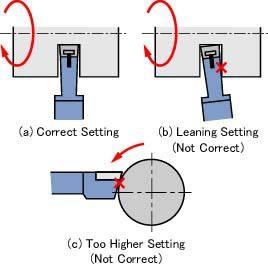 (a) Correct Setting
(b) Leaning Setting
(Not Correct)
(c) Too Higher Setting
(Not Correct)